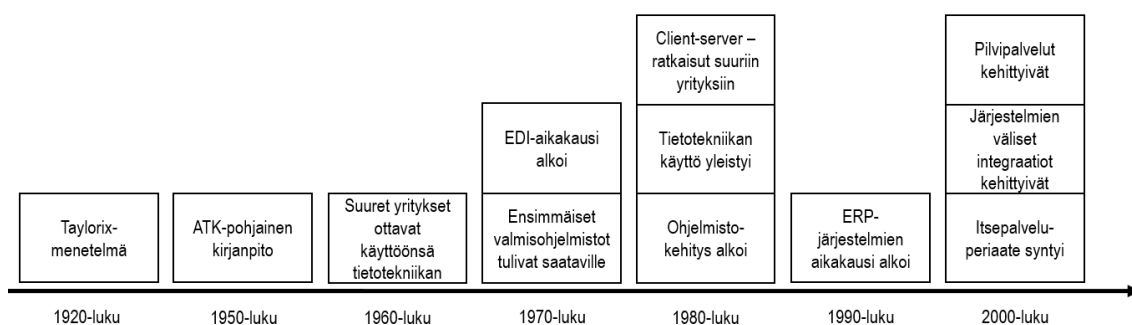 Taylorix-
menetelmä
ATK-pohjainen
kirjanpito
Suuret yritykset
ottavat
käyttöönsä
tietotekniikan
EDI-aikakausi
alkoi
Ensimmäiset
valmisohjelmistot
tulivat saataville
Client-server –
ratkaisut suuriin
yrityksiin
Tietotekniikan
käyttö yleistyi
Ohjelmisto-
kehitys alkoi
ERP-
järjestelmien
aikakausi alkoi
Pilvipalvelut
kehittyivät
Järjestelmien
väliset
integraatiot
kehittyivät
Itsepalvelu-
periaate syntyi
1920-luku
1950-luku
1960-luku
1970-luku
1980-luku
1990-luku
2000-luku